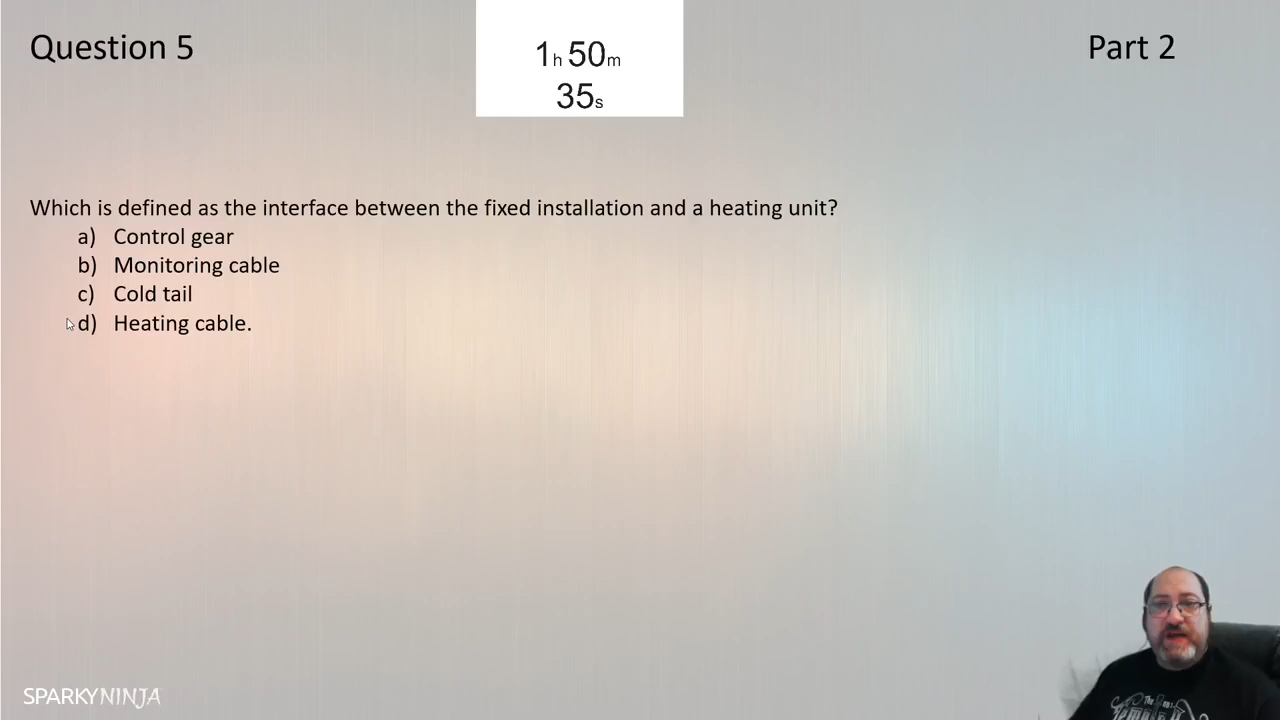 Question 5
1h 50m
35s
Part 2
Which is defined as the interface between the fixed installation and a heating unit?
a) Control gear
b) Monitoring cable
c) Cold tail
d) Heating cable.
SPARKYNINJA